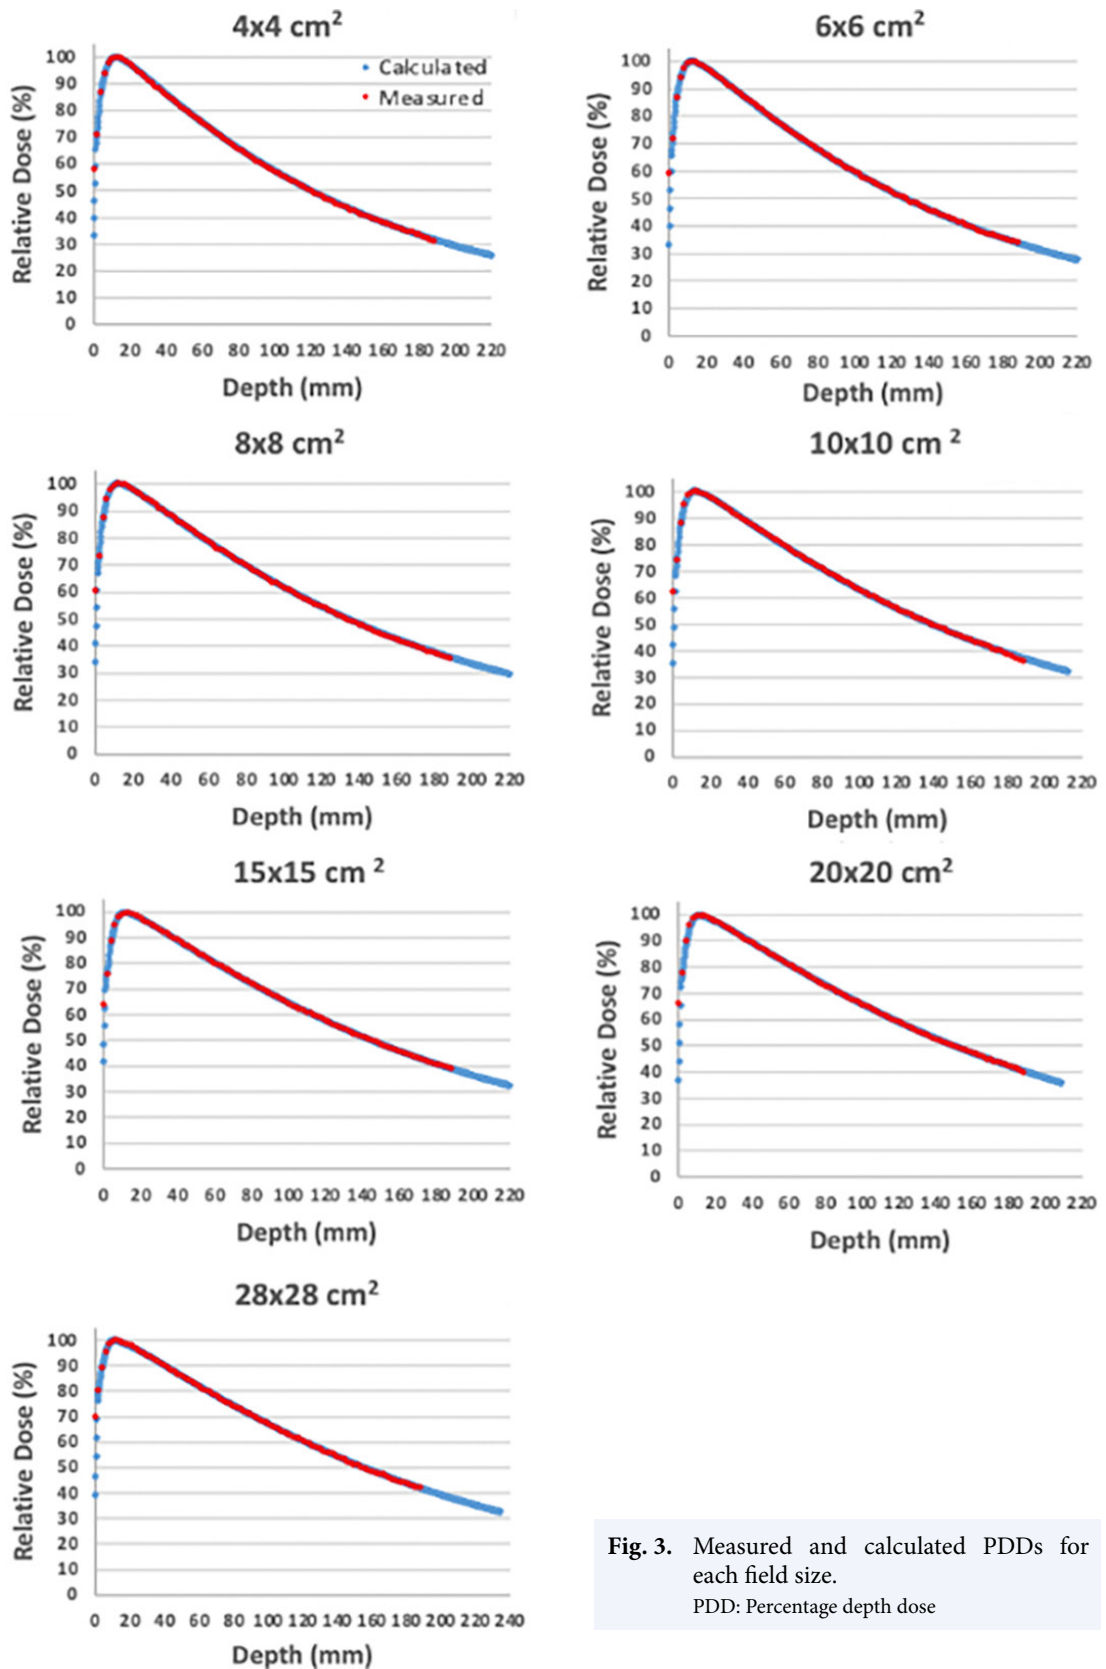 4x4 cm²
100
90
80
70
60
50
40
30
20
10
0
Calculated
Measured
Relative Dose (%)
0 20 40 60 80 100 120 140 160 180 200 220
Depth (mm)
6x6 cm²
100
90
80
70
60
50
40
30
20
10
0
Relative Dose (%)
0 20 40 60 80 100 120 140 160 180 200 220
Depth (mm)
8x8 cm²
100
90
80
70
60
50
40
30
20
10
0
Relative Dose (%)
0 20 40 60 80 100 120 140 160 180 200 220
Depth (mm)
10x10 cm ²
100
90
80
70
60
50
40
30
20
10
0
Relative Dose (%)
0 20 40 60 80 100 120 140 160 180 200 220
Depth (mm)
15x15 cm ²
100
90
80
70
60
50
40
30
20
10
0
Relative Dose (%)
0 20 40 60 80 100 120 140 160 180 200 220
Depth (mm)
20x20 cm²
100
90
80
70
60
50
40
30
20
10
0
Relative Dose (%)
0 20 40 60 80 100 120 140 160 180 200 220
Depth (mm)
28x28 cm²
100
90
80
70
60
50
40
30
20
10
0
Relative Dose (%)
0 20 40 60 80 100 120 140 160 180 200 220 240
Depth (mm)
Fig. 3. Measured and calculated PDDs for
each field size.
PDD: Percentage depth dose